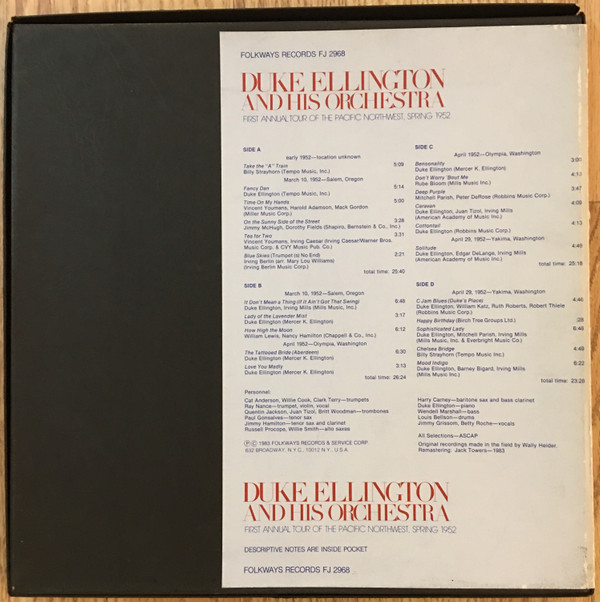 FOLKWAYS RECORDS FJ 2968
DUKE ELLINGTON
AND HIS ORCHESTRA
FIRST ANNUAL TOUR OF THE PACIFIC NORTHWEST, SPRING 1952
SIDE A
early 1952—location unknown
Take the "A" Train 5:09
Billy Strayhorn (Tempo Music, Inc.)
March 10, 1952—Salem, Oregon
Fancy Dan 5:14
Duke Ellington (Tempo Music, Inc.)
Time On My Hands 5:00
Vincent Youmans, Harold Adamson, Mack Gordon
(Miller Music Corp.)
On the Sunny Side of the Street 3:28
Jimmy McHugh, Dorothy Fields (Shapiro, Bernstein & Co., Inc.)
Tea for Two 3:31
Vincent Youmans, Irving Caesar (Irving Caesar/Warner Bros.
Music Corp. & CVY Music Pub. Co.)
Blue Skies (Trumpet is No End) 2:21
Irving Berlin (arr. Mary Lou Williams)
(Irving Berlin Music Corp.)
total time: 25:40
SIDE B
March 10, 1952—Salem, Oregon
It Don't Mean a Thing (If It Ain't Got That Swing) 6:46
Duke Ellington, Irving Mills (Mills Music, Inc.)
Lady of the Lavender Mist 3:17
Duke Ellington (Mercer K. Ellington)
How High the Moon 6:12
William Lewis, Nancy Hamilton (Chappell & Co., Inc.)
April 1952—Olympia, Washington
The Tattooed Bride (Aberdeen) 6:30
Duke Ellington (Mercer K. Ellington)
Love You Madly 3:13
Duke Ellington (Mercer K. Ellington)
total time: 26:24
SIDE C
April 1952—Olympia, Washington
Bensonality 3:00
Duke Ellington (Mercer K. Ellington)
Don't Worry 'Bout Me
Rube Bloom (Mills Music, Inc.)
Deep Purple 3:47
Mitchell Parish, Peter DeRose (Robbins Music Corp.)
Caravan 4:09
Duke Ellington, Juan Tizol, Irving Mills
(American Academy of Music, Inc.)
Cottontail 4:13
Duke Ellington (Robbins Music Corp.)
April 29, 1952—Yakima, Washington
Solitude 4:49
Duke Ellington, Edgar DeLange, Irving Mills
(American Academy of Music, Inc.)
total time: 25:18
SIDE D
April 29, 1952—Yakima, Washington
C Jam Blues (Duke's Place) 4:46
Duke Ellington, William Katz, Ruth Roberts, Robert Thiele
(Robbins Music Corp.)
Happy Birthday (Birch Tree Groups Ltd.) :28
Sophisticated Lady 6:48
Duke Ellington, Mitchell Parish, Irving Mills
(Mills Music, Inc. & Everbright Music Co.)
Chelsea Bridge 4:49
Billy Strayhorn (Tempo Music, Inc.)
Mood Indigo 6:22
Duke Ellington, Barney Bigard, Irving Mills
(Mills Music, Inc.)
total time: 23:28
Personnel:
Cat Anderson, Willie Cook, Clark Terry—trumpets
Ray Nance—trumpet, violin, vocal
Quentin Jackson, Juan Tizol, Britt Woodman—trombones
Paul Gonsalves—tenor sax
Jimmy Hamilton—tenor sax and clarinet
Russell Procope, Willie Smith—alto saxes
Harry Carney—baritone sax and bass clarinet
Duke Ellington—piano
Wendell Marshall—bass
Louis Bellson—drums
Jimmy Grissom, Betty Roche—vocals
All Selections—ASCAP
Original recordings made in the field by Wally Heider.
Remastering: Jack Towers—1983
℗ © 1983 FOLKWAYS RECORDS & SERVICE CORP.
632 BROADWAY, N.Y.C., 10012 N.Y., U.S.A.
DUKE ELLINGTON
AND HIS ORCHESTRA
FIRST ANNUAL TOUR OF THE PACIFIC NORTHWEST, SPRING 1952
DESCRIPTIVE NOTES ARE INSIDE POCKET
FOLKWAYS RECORDS FJ 2968